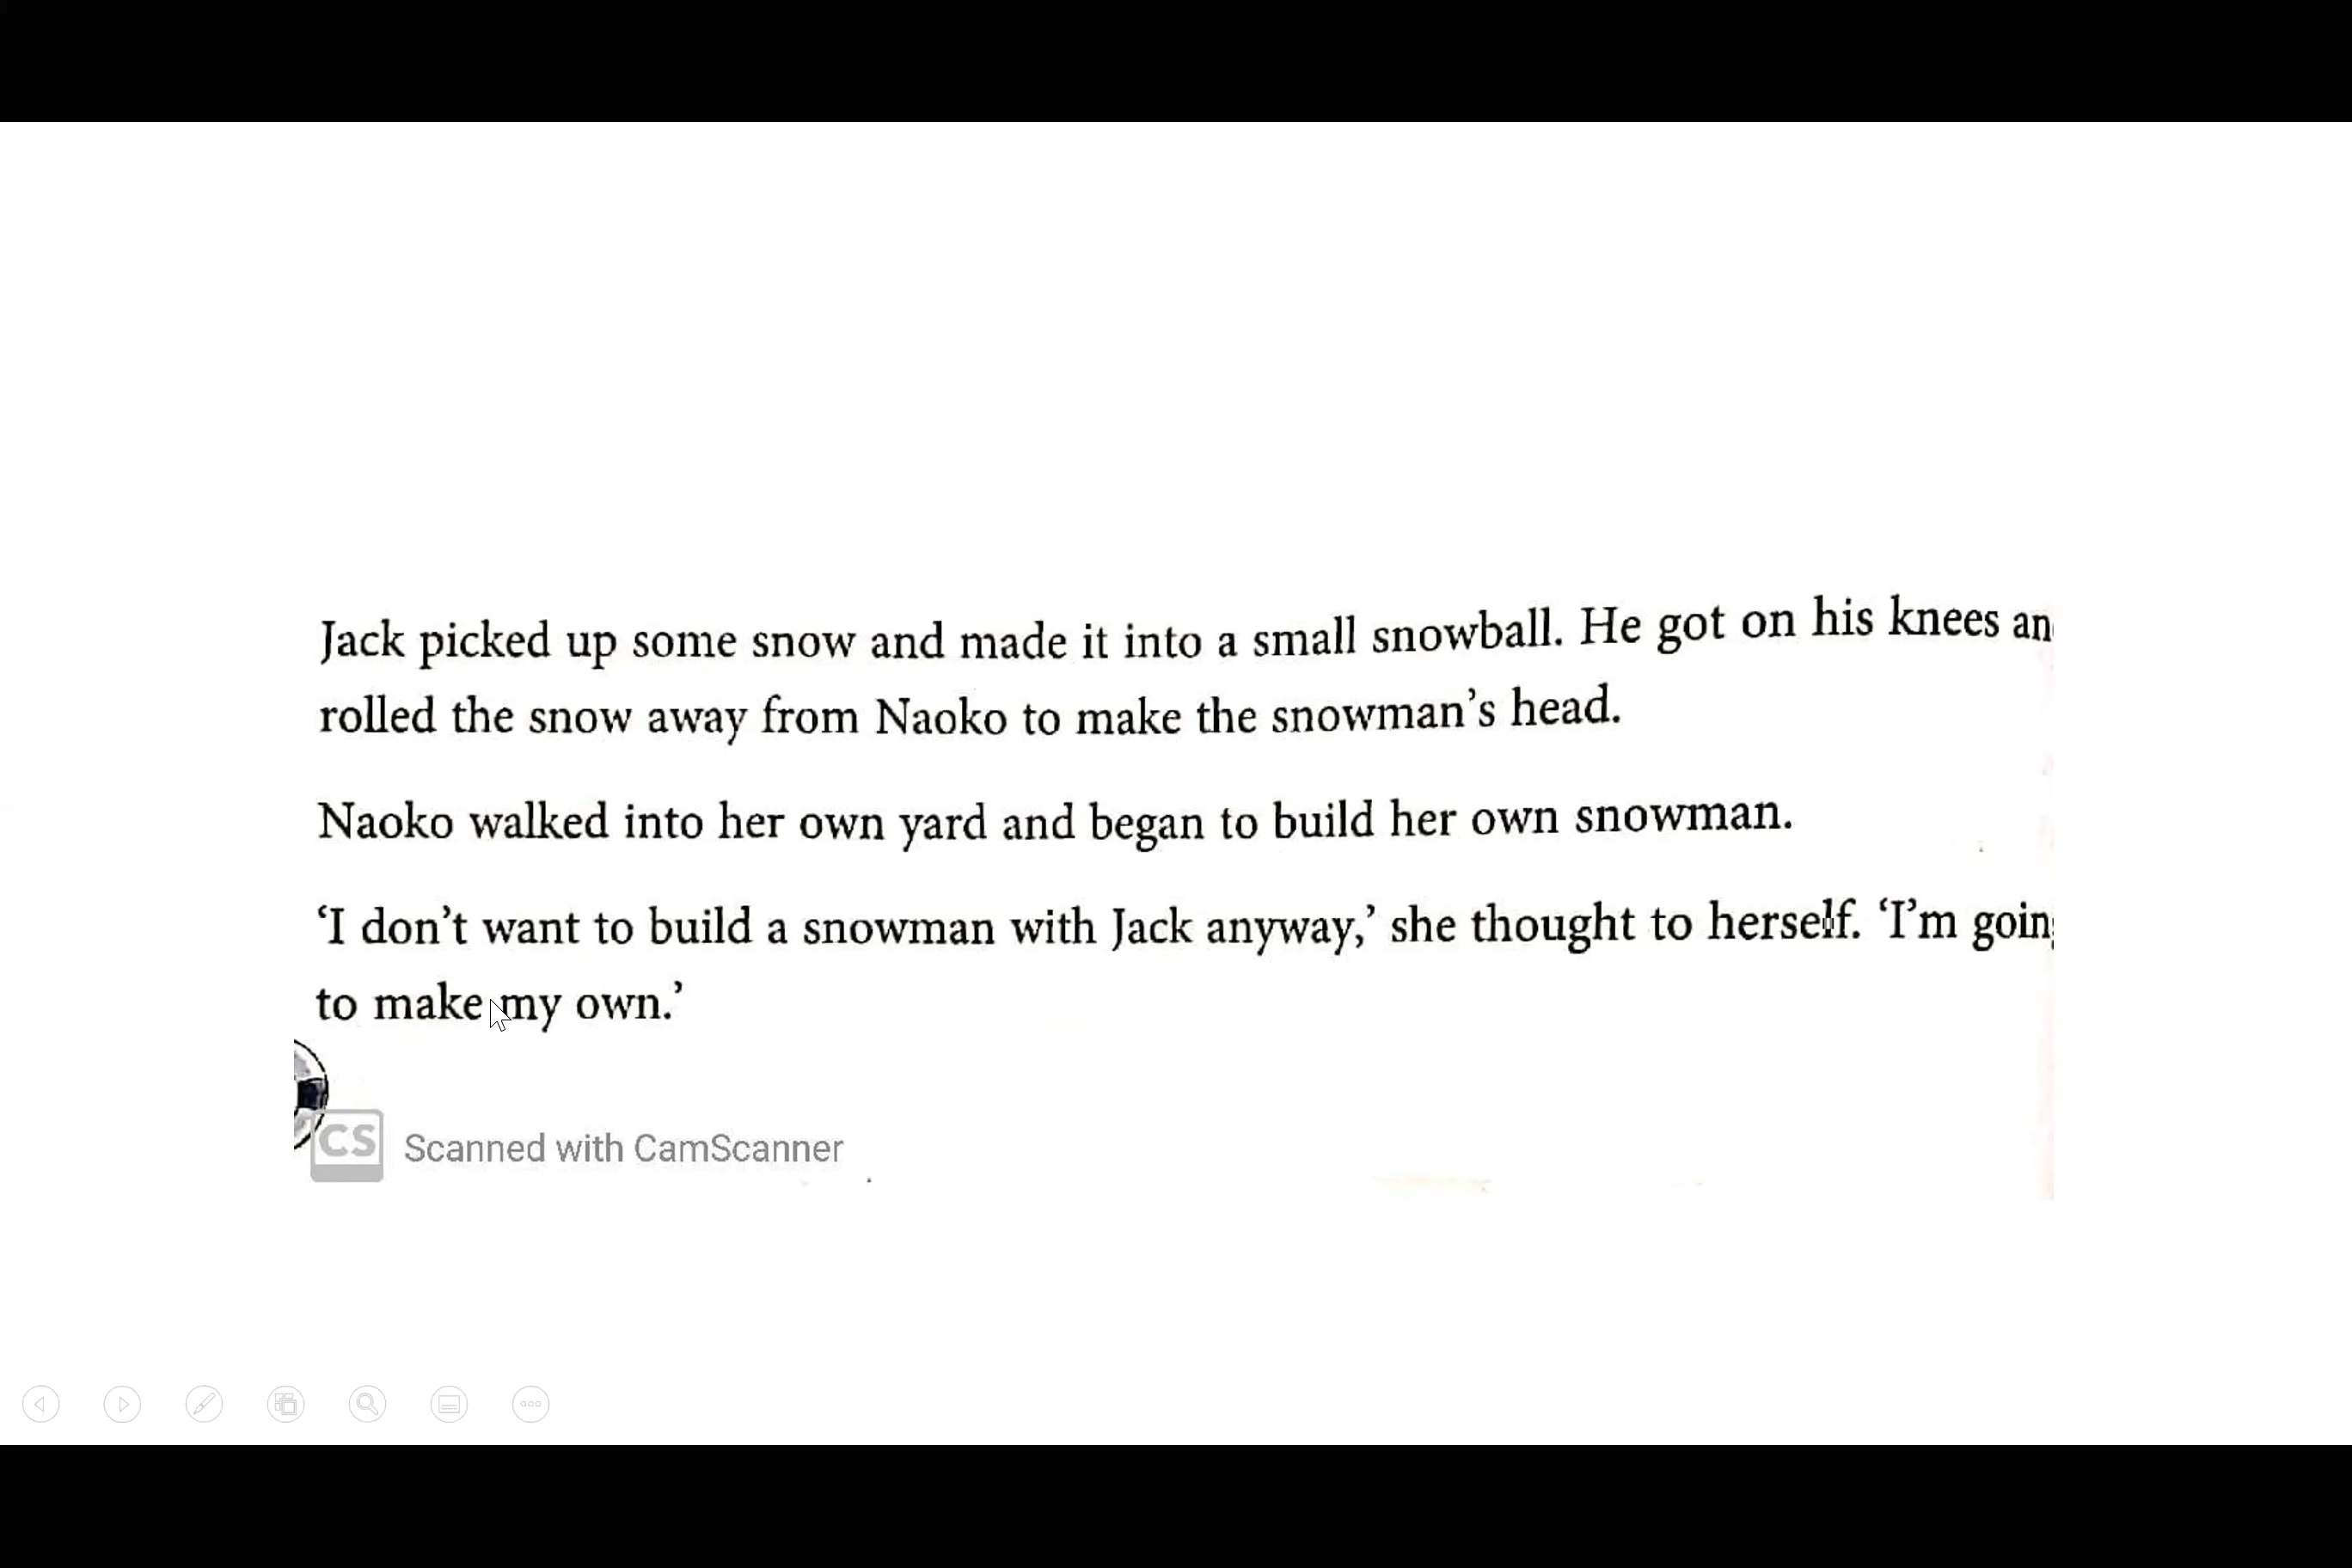 Jack picked up some snow and made it into a small snowball. He got on his knees an
rolled the snow away from Naoko to make the snowman's head.
Naoko walked into her own yard and began to build her own snowman.
‘I don't want to build a snowman with Jack anyway,’ she thought to herself. ‘I'm goin
to make my own.’
CS Scanned with CamScanner